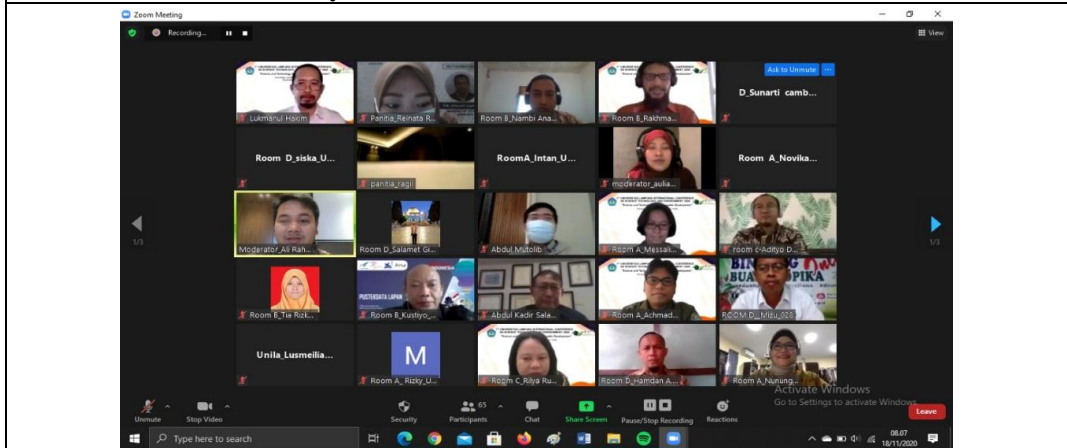 Zoom Meeting
Recording...
View
Lukmanul Hakim
Panitia_Reinata R...
Room B_Nambi Ana...
Room B_Rakhma...
Ask to Unmute
D_Sunarti camb...
Room D_siska_U...
panitia_ragil
RoomA_Intan_U...
moderator_aulia...
Room A_Novika...
1/3
Moderator_Ali Rah...
Room D_Salamet Gi...
Abdul Mutolib
Room A_Messali...
room c-Adityo D...
1/3
Room B_Tia Rizk...
PUSTEKDATA LAPAN
Room B_Kustiyo_...
Abdul Kadir Sala...
Room A_Achmad...
ROOM D_ Mizu_028
Unila_Lusmeilia...
M
Room A_ Rizky_U...
Room C_Rilya Ru...
Room D_Hamdan A...
Room A_Nunung...
Activate Windows
Go to Settings to activate Windows.
Unmute
Stop Video
Security
65
Participants
Chat
Share Screen
Pause/Stop Recording
Reactions
Leave
Type here to search
08.07
18/11/2020